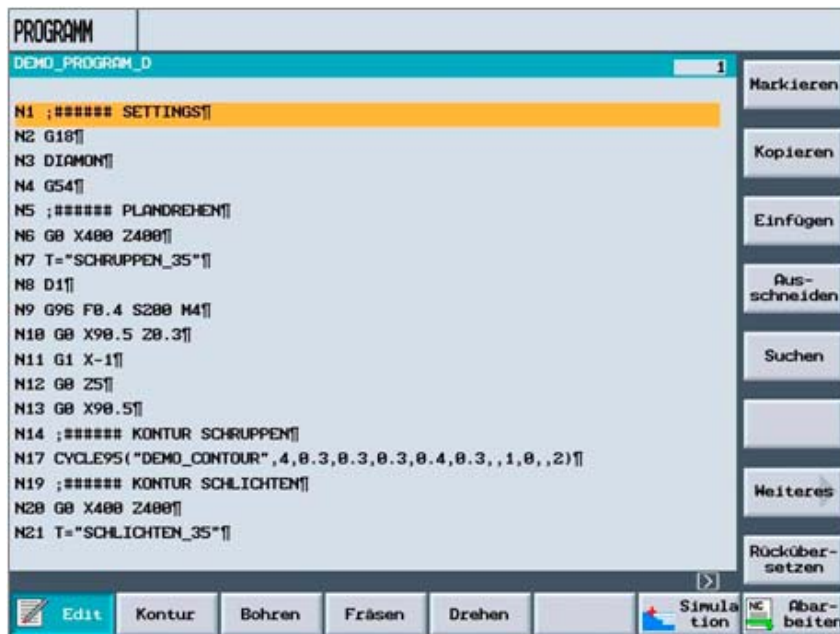 PROGRAMM
DEMO_PROGRAM_D 1
N1 ;###### SETTINGS¶
N2 G18¶
N3 DIAMON¶
N4 G54¶
N5 ;###### PLANDREHEN¶
N6 G0 X400 Z400¶
N7 T="SCHRUPPEN_35"¶
N8 D1¶
N9 G96 F0.4 S200 M4¶
N10 G0 X90.5 Z0.3¶
N11 G1 X-1¶
N12 G0 Z5¶
N13 G0 X90.5¶
N14 ;###### KONTUR SCHRUPPEN¶
N17 CYCLE95("DEMO_CONTOUR",4,0.3,0.3,0.3,0.4,0.3,,1,0,,2)¶
N19 ;###### KONTUR SCHLICHTEN¶
N20 G0 X400 Z400¶
N21 T="SCHLICHTEN_35"¶
Markieren
Kopieren
Einfügen
Aus-
schneiden
Suchen
Weiteres
Rückuber-
setzen
Edit
Kontur
Bohren
Fräsen
Drehen
Simula
tion
NC
Abar-
beiten